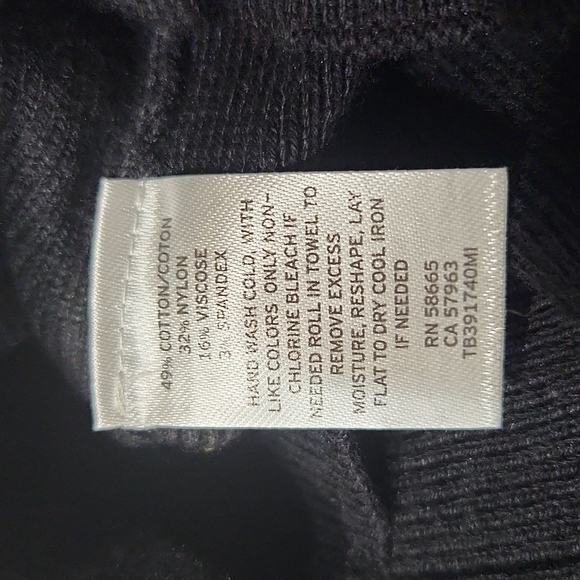 49% COTTON/COTON
32% NYLON
16% VISCOSE
3% SPANDEX
HAND WASH COLD, WITH
LIKE COLORS. ONLY NON-
CHLORINE BLEACH IF
NEEDED ROLL IN TOWEL TO
REMOVE EXCESS
MOISTURE, RESHAPE, LAY
FLAT TO DRY COOL IRON
IF NEEDED
RN 58665
CA 57963
TB391740MI